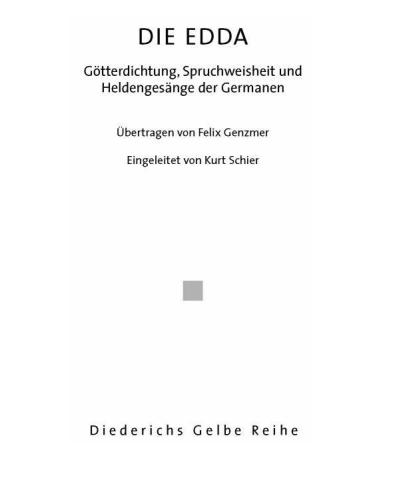 DIE EDDA
Götterdichtung, Spruchweisheit und
Heldengesänge der Germanen
Übertragen von Felix Genzmer
Eingeleitet von Kurt Schier
Diederichs Gelbe Reihe